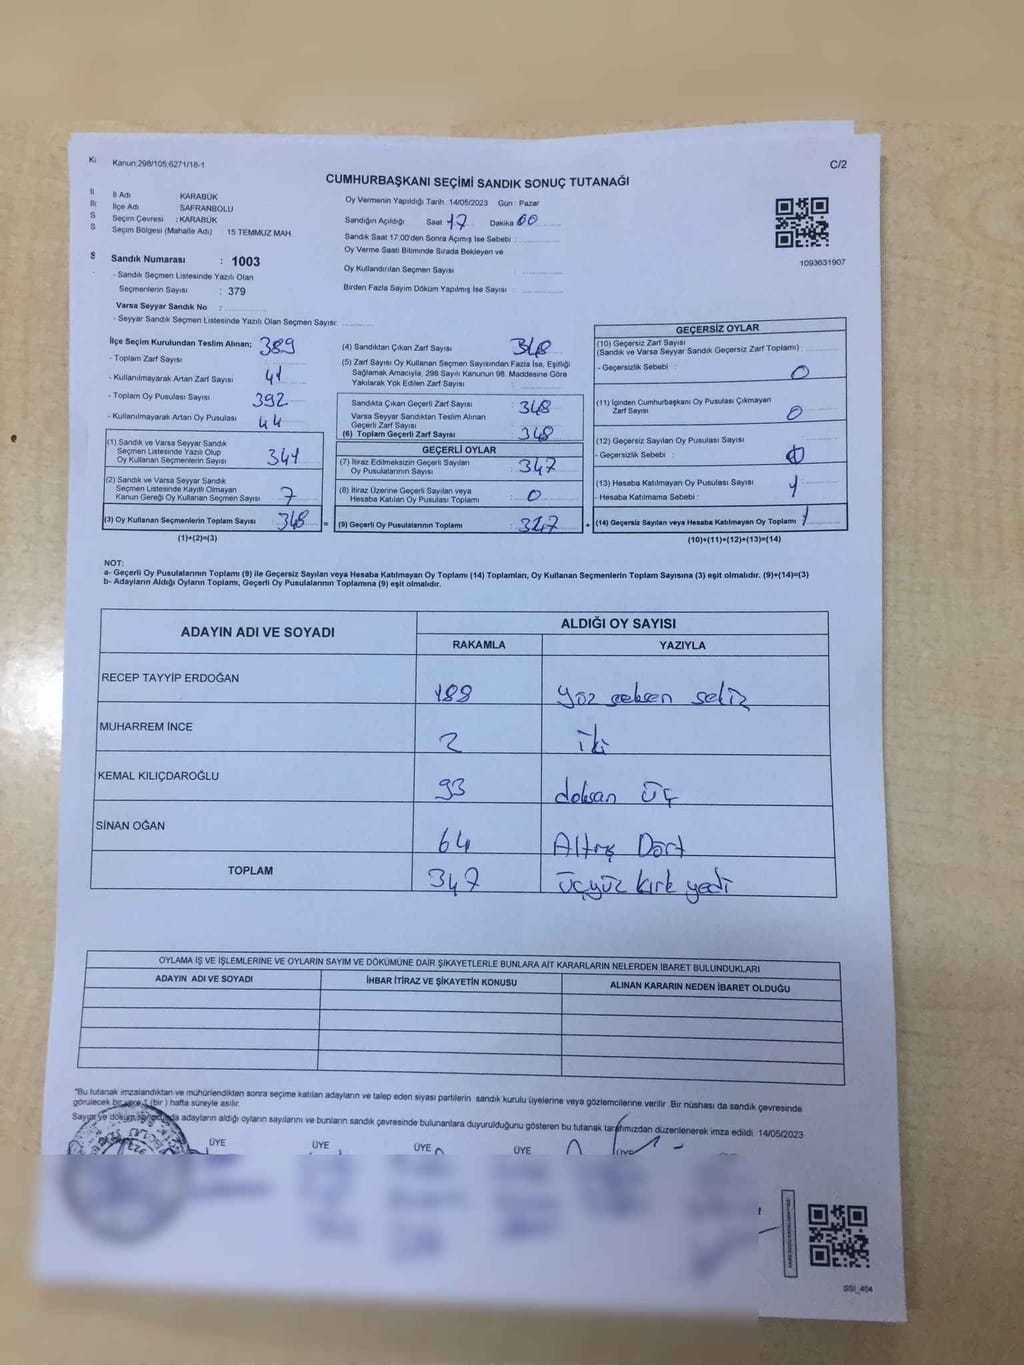 Kanun:298/105;6271/18-1
C/2
CUMHURBAŞKANI SEÇİMİ SANDIK SONUÇ TUTANAĞI
İl Adı KARABÜK
İlçe Adı SAFRANBOLU
Seçim Çevresi : KARABÜK
Seçim Bölgesi (Mahalle Adı) 15 TEMMUZ MAH.
Sandık Numarası : 1003
- Sandık Seçmen Listesinde Yazılı Olan
Seçmenlerin Sayısı : 379
Varsa Seyyar Sandık No :
- Seyyar Sandık Seçmen Listesinde Yazılı Olan Seçmen Sayısı:
Oy Vermenin Yapıldığı Tarih : 14/05/2023 Gün : Pazar
Sandığın Açıldığı Saat 17 Dakika 00
Sandık Saat 17.00'den Sonra Açılmış İse Sebebi :
Oy Verme Saati Bitiminde Sırada Bekleyen ve
Oy Kullandırılan Seçmen Sayısı :
Birden Fazla Sayım Döküm Yapılmış İse Sayısı :
1093631907
İlçe Seçim Kurulundan Teslim Alınan; 389
- Toplam Zarf Sayısı
- Kullanılmayarak Artan Zarf Sayısı 41
- Toplam Oy Pusulası Sayısı 392
- Kullanılmayarak Artan Oy Pusulası 44
(1) Sandık ve Varsa Seyyar Sandık
Seçmen Listesinde Yazılı Olup
Oy Kullanan Seçmenlerin Sayısı : 341
(2) Sandık ve Varsa Seyyar Sandık
Seçmen Listesinde Kayıtlı Olmayan
Kanun Gereği Oy Kullanan Seçmen Sayısı : 7
(3) Oy Kullanan Seçmenlerin Toplam Sayısı : 348
(1)+(2)=(3)
(4) Sandıktan Çıkan Zarf Sayısı 348
(5) Zarf Sayısı Oy Kullanan Seçmen Sayısından Fazla İse, Eşitliği
Sağlamak Amacıyla, 298 Sayılı Kanunun 98. Maddesine Göre
Yakılarak Yok Edilen Zarf Sayısı :
Sandıkta Çıkan Geçerli Zarf Sayısı : 348
Varsa Seyyar Sandıktan Teslim Alınan
Geçerli Zarf Sayısı :
(6) Toplam Geçerli Zarf Sayısı : 348
GEÇERLİ OYLAR
(7) İtiraz Edilmeksizin Geçerli Sayılan
Oy Pusulalarının Sayısı : 347
(8) İtiraz Üzerine Geçerli Sayılan veya
Hesaba Katılan Oy Pusulası Toplamı : 0
= (9) Geçerli Oy Pusulalarının Toplamı : 347
GEÇERSİZ OYLAR
(10) Geçersiz Zarf Sayısı
(Sandık ve Varsa Seyyar Sandık Geçersiz Zarf Toplamı) :
- Geçersizlik Sebebi : 0
(11) İçinden Cumhurbaşkanı Oy Pusulası Çıkmayan
Zarf Sayısı : 0
(12) Geçersiz Sayılan Oy Pusulası Sayısı
- Geçersizlik Sebebi : 0
(13) Hesaba Katılmayan Oy Pusulası Sayısı : 1
- Hesaba Katılmama Sebebi :
+ (14) Geçersiz Sayılan veya Hesaba Katılmayan Oy Toplamı : 1
(10)+(11)+(12)+(13)=(14)
NOT:
a- Geçerli Oy Pusulalarının Toplamı (9) ile Geçersiz Sayılan veya Hesaba Katılmayan Oy Toplamı (14) Toplamları, Oy Kullanan Seçmenlerin Toplam Sayısına (3) eşit olmalıdır. (9)+(14)=(3)
b- Adayların Aldığı Oyların Toplamı, Geçerli Oy Pusulalarının Toplamına (9) eşit olmalıdır.
ADAYIN ADI VE SOYADI ALDIĞI OY SAYISI
RAKAMLA YAZIYLA
RECEP TAYYİP ERDOĞAN 188 Yüz seksen sekiz
MUHARREM İNCE 2 iki
KEMAL KILIÇDAROĞLU 93 doksan üç
SİNAN OĞAN 64 Altmış Dört
TOPLAM 347 üçyüz kırk yedi
OYLAMA İŞ VE İŞLEMLERİNE VE OYLARIN SAYIM VE DÖKÜMÜNE DAİR ŞİKAYETLERLE BUNLARA AİT KARARLARIN NELERDEN İBARET BULUNDUKLARI
ADAYIN ADI VE SOYADI İHBAR İTİRAZ VE ŞİKAYETİN KONUSU ALINAN KARARIN NEDEN İBARET OLDUĞU
*Bu tutanak imzalandıktan ve mühürlendikten sonra seçime katılan adayların ve talep eden siyasi partilerin sandık kurulu üyelerine veya gözlemcilerine verilir. Bir nüshası da sandık çevresinde
görülecek bir yere 1 (bir) hafta süreyle asılır.
Sayım ve döküm adayların aldığı oyların sayılarını ve bunların sandık çevresinde bulunanlara duyurulduğunu gösteren bu tutanak tarafımızdan düzenlenerek imza edildi. 14/05/2023
ÜYE ÜYE ÜYE ÜYE ÜYE
SSI_404